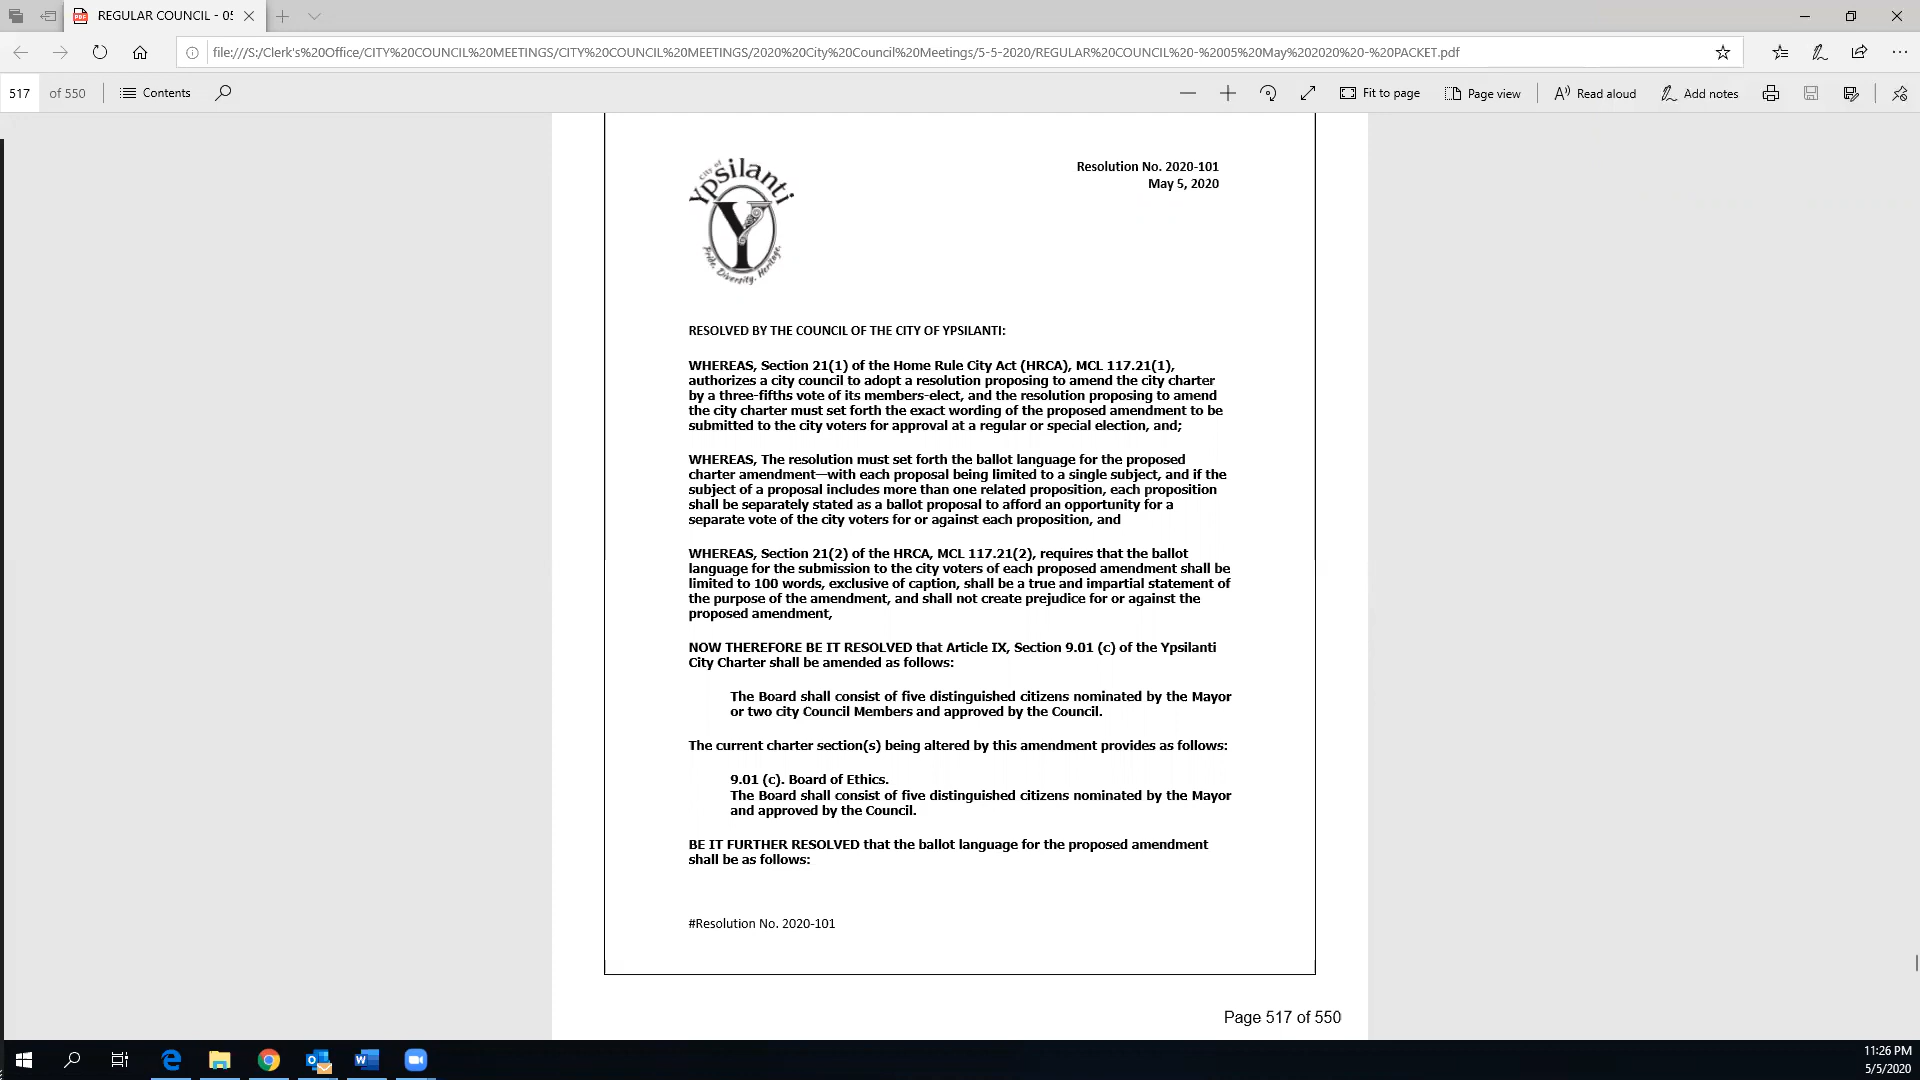 REGULAR COUNCIL - 05
file:///S:/Clerk's%20Office/CITY%20COUNCIL%20MEETINGS/CITY%20COUNCIL%20MEETINGS/2020%20City%20Council%20Meetings/5-5-2020/REGULAR%20COUNCIL%20-%2005%20May%202020%20-%20PACKET.pdf
517 of 550 Contents Fit to page Page view Read aloud Add notes
City of
Ypsilanti
Y
Pride. Diversity. Heritage.
Resolution No. 2020-101
May 5, 2020
RESOLVED BY THE COUNCIL OF THE CITY OF YPSILANTI:
WHEREAS, Section 21(1) of the Home Rule City Act (HRCA), MCL 117.21(1),
authorizes a city council to adopt a resolution proposing to amend the city charter
by a three-fifths vote of its members-elect, and the resolution proposing to amend
the city charter must set forth the exact wording of the proposed amendment to be
submitted to the city voters for approval at a regular or special election, and;
WHEREAS, The resolution must set forth the ballot language for the proposed
charter amendment—with each proposal being limited to a single subject, and if the
subject of a proposal includes more than one related proposition, each proposition
shall be separately stated as a ballot proposal to afford an opportunity for a
separate vote of the city voters for or against each proposition, and
WHEREAS, Section 21(2) of the HRCA, MCL 117.21(2), requires that the ballot
language for the submission to the city voters of each proposed amendment shall be
limited to 100 words, exclusive of caption, shall be a true and impartial statement of
the purpose of the amendment, and shall not create prejudice for or against the
proposed amendment,
NOW THEREFORE BE IT RESOLVED that Article IX, Section 9.01 (c) of the Ypsilanti
City Charter shall be amended as follows:
The Board shall consist of five distinguished citizens nominated by the Mayor
or two city Council Members and approved by the Council.
The current charter section(s) being altered by this amendment provides as follows:
9.01 (c). Board of Ethics.
The Board shall consist of five distinguished citizens nominated by the Mayor
and approved by the Council.
BE IT FURTHER RESOLVED that the ballot language for the proposed amendment
shall be as follows:
#Resolution No. 2020-101
Page 517 of 550
11:26 PM
5/5/2020